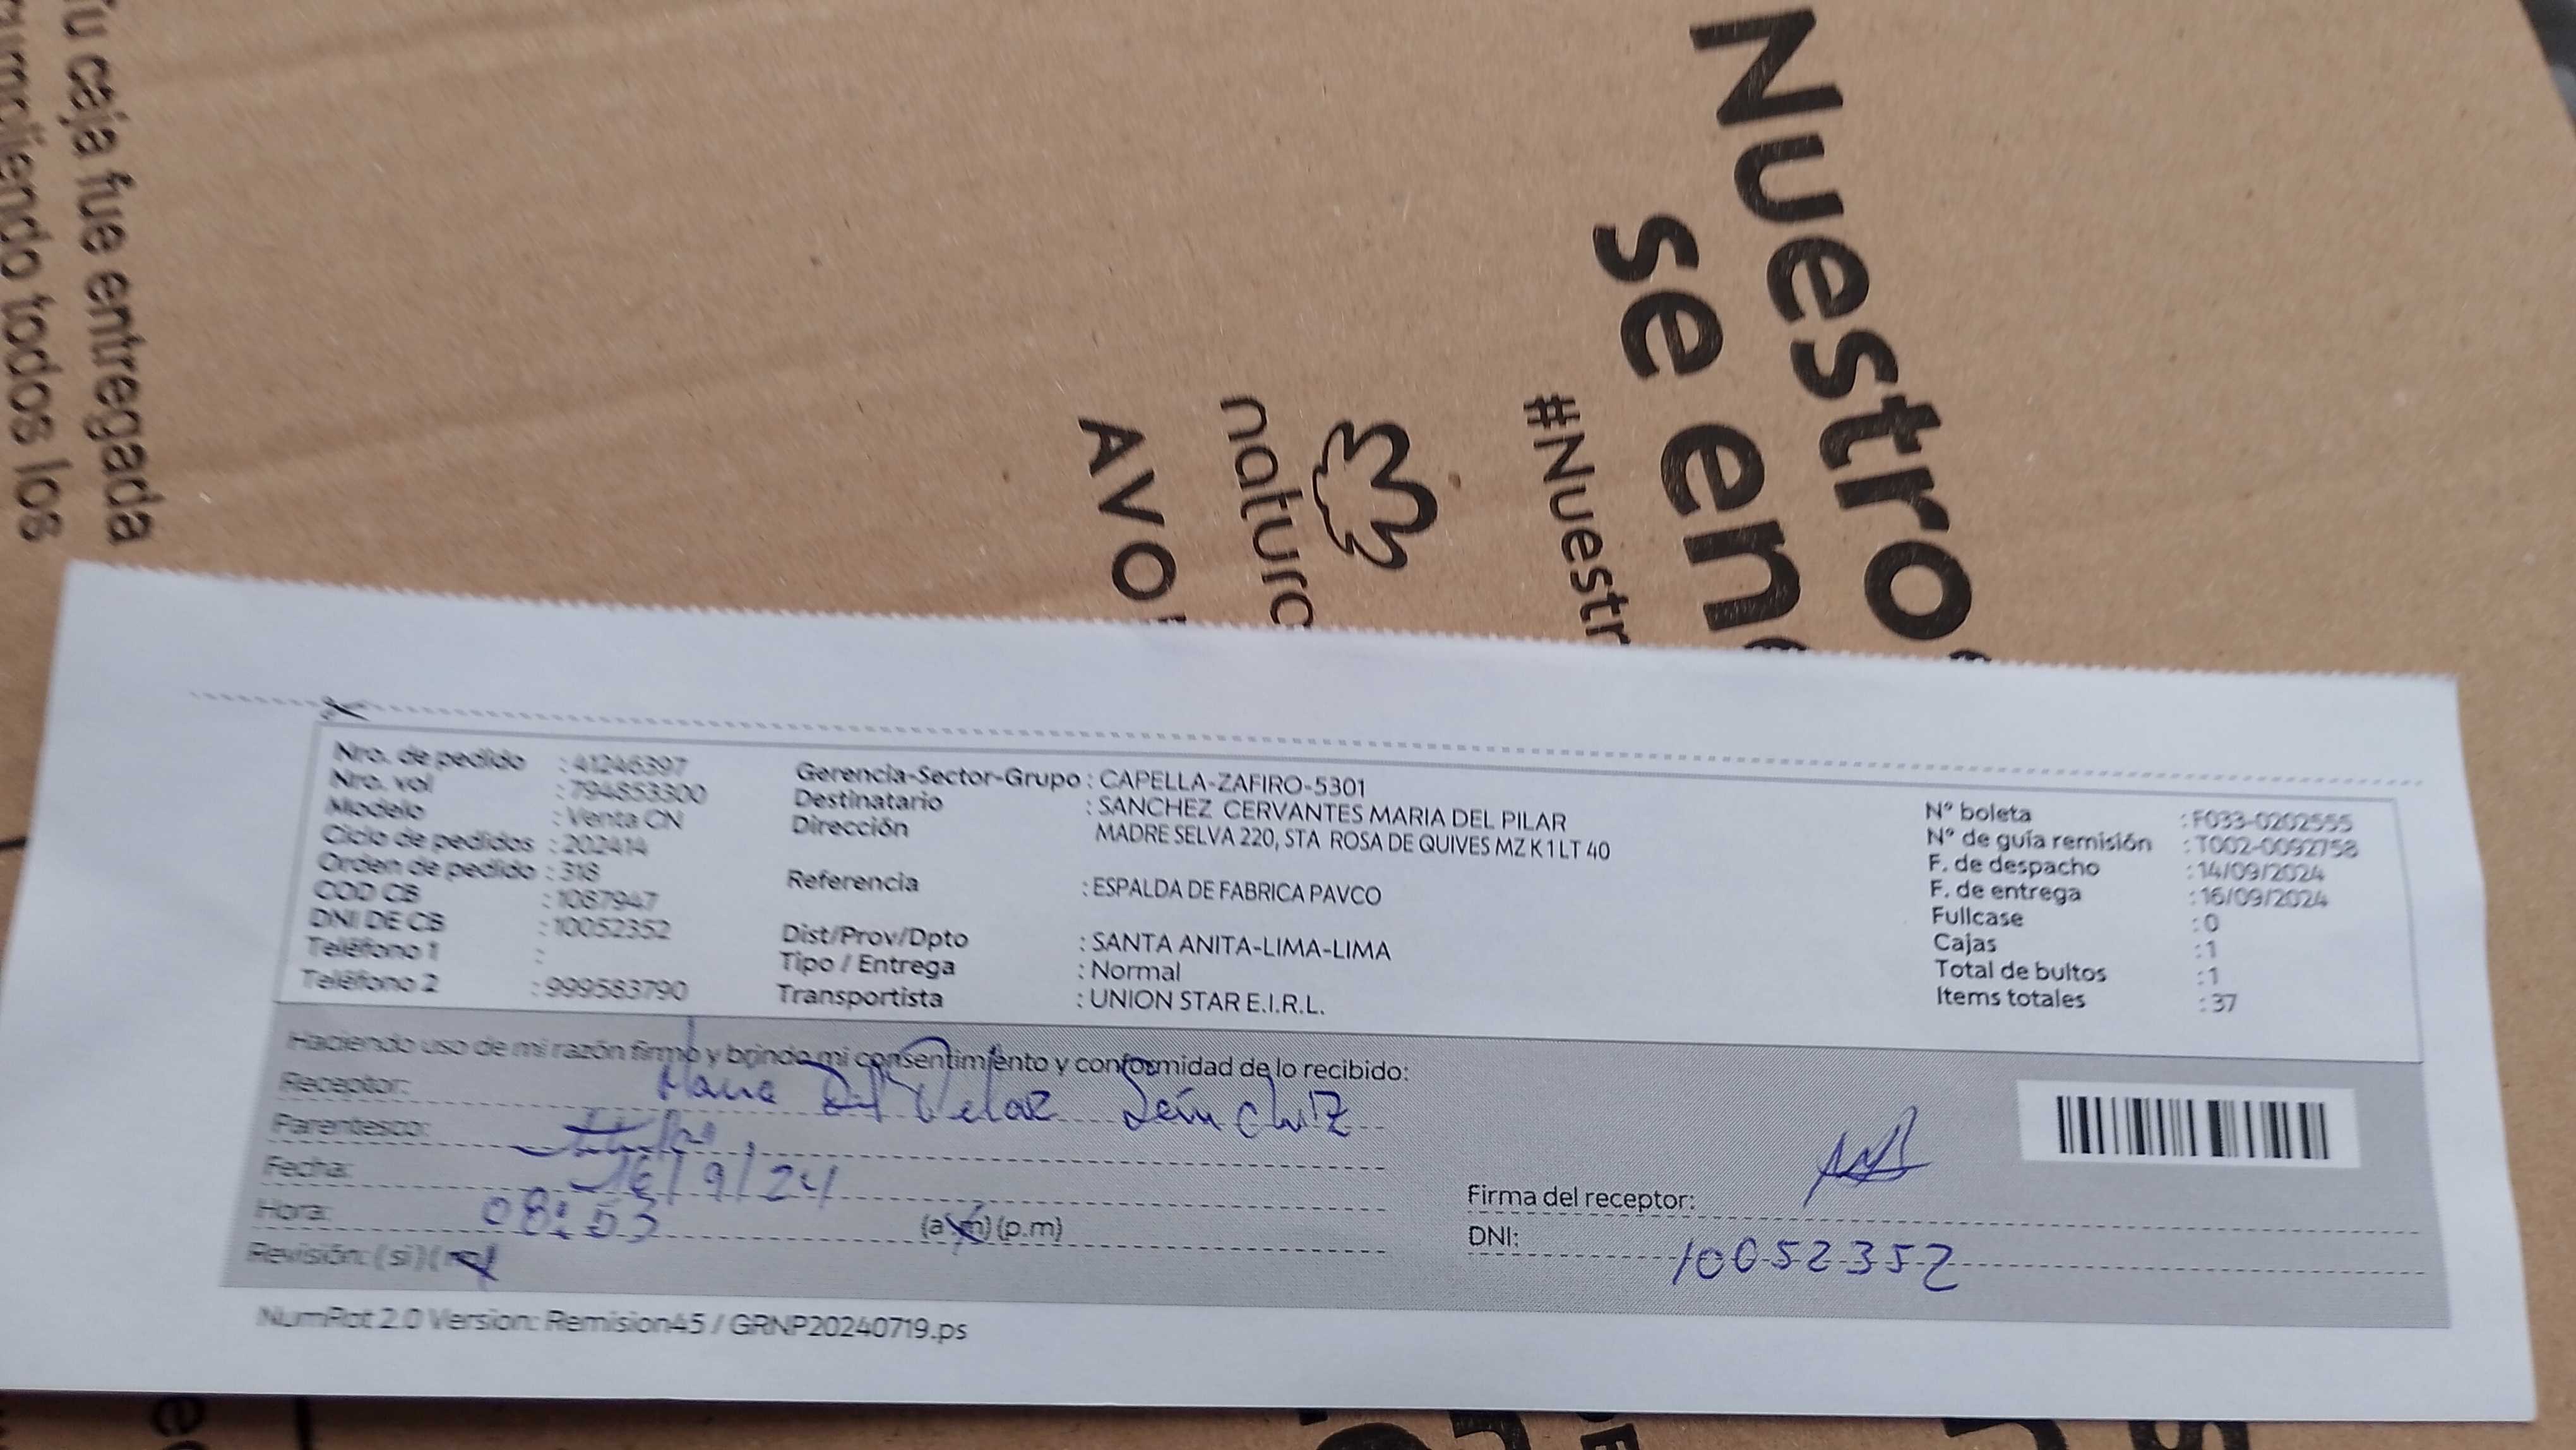 Tu caja fue entregada
todos los
Nuestro
se en
#Nuestr
natura
AVO
Nro. de pedido : 41246397
Nro. vol : 794853300
Modelo : Venta CN
Ciclo de pedidos : 202414
Orden de pedido : 318
COD CB : 1087947
DNI DE CB : 10052352
Teléfono 1 :
Teléfono 2 : 999583790
Gerencia-Sector-Grupo : CAPELLA-ZAFIRO-5301
Destinatario : SANCHEZ CERVANTES MARIA DEL PILAR
Dirección MADRE SELVA 220, STA ROSA DE QUIVES MZ K 1 LT 40
Referencia : ESPALDA DE FABRICA PAVCO
Dist/Prov/Dpto : SANTA ANITA-LIMA-LIMA
Tipo / Entrega : Normal
Transportista : UNION STAR E.I.R.L.
N° boleta : F033-0202555
N° de guía remisión : T002-0092758
F. de despacho : 14/09/2024
F. de entrega : 16/09/2024
Fullcase : 0
Cajas : 1
Total de bultos : 1
Items totales : 37
Haciendo uso de mi razón firmo y brindo mi consentimiento y conformidad de lo recibido:
Receptor: Maria Del
Parentesco:
Fecha: 16/9/24
Hora: 08:53 (a.m) (p.m)
Revisión: (si) (no)
Firma del receptor:
DNI: 10052352
NumRot 2.0 Version: Remision45 / GRNP20240719.ps